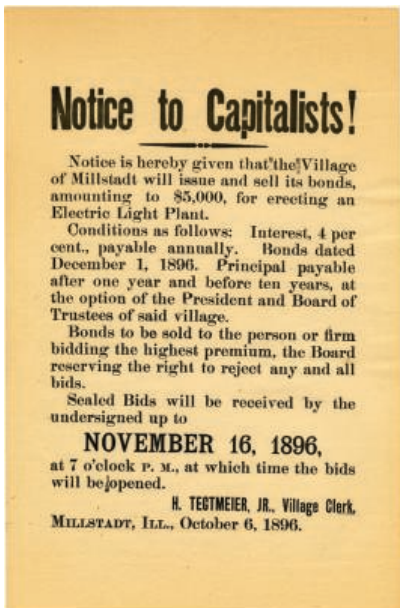 Notice to Capitalists!
Notice is hereby given that the Village
of Millstadt will issue and sell its bonds,
amounting to $5,000, for erecting an
Electric Light Plant.
Conditions as follows: Interest, 4 per
cent., payable annually. Bonds dated
December 1, 1896. Principal payable
after one year and before ten years, at
the option of the President and Board of
Trustees of said village.
Bonds to be sold to the person or firm
bidding the highest premium, the Board
reserving the right to reject any and all
bids.
Sealed Bids will be received by the
undersigned up to
NOVEMBER 16, 1896,
at 7 o'clock P. M., at which time the bids
will be opened.
H. TEGTMEIER, JR., Village Clerk,
MILLSTADT, ILL., October 6, 1896.